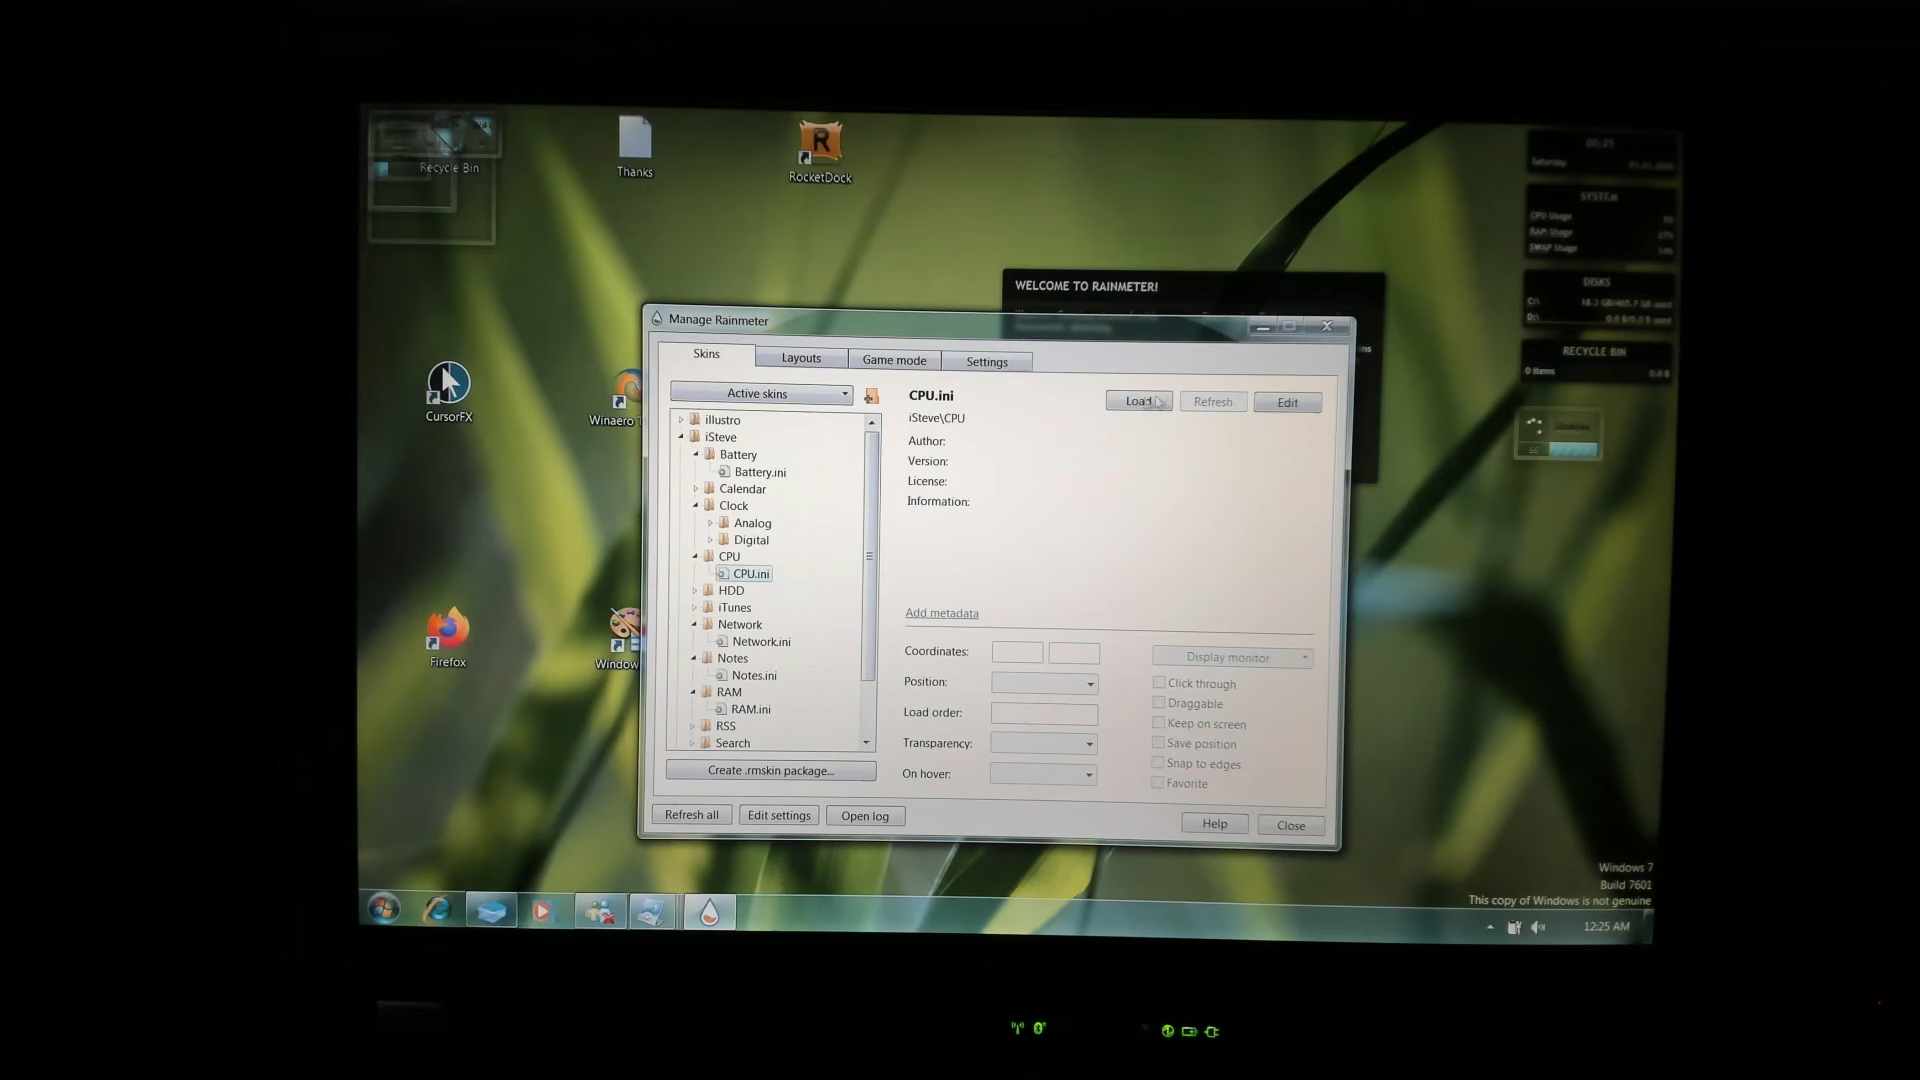 Recycle Bin
Thanks
R
RocketDock
CursorFX
Winaero
Firefox
Window
00:25
Saturday
SYSTEM
CPU Usage
RAM Usage
SWAP Usage
DISKS
C:\
D:\
RECYCLE BIN
0 Items
0.0 B
WELCOME TO RAINMETER!
Manage Rainmeter
Skins
Layouts
Game mode
Settings
Active skins
illustro
iSteve
Battery
Battery.ini
Calendar
Clock
Analog
Digital
CPU
CPU.ini
HDD
iTunes
Network
Network.ini
Notes
Notes.ini
RAM
RAM.ini
RSS
Search
Create .rmskin package...
CPU.ini
iSteve\CPU
Author:
Version:
License:
Information:
Load
Refresh
Edit
Add metadata
Coordinates:
Position:
Load order:
Transparency:
On hover:
Display monitor
Click through
Draggable
Keep on screen
Save position
Snap to edges
Favorite
Refresh all
Edit settings
Open log
Help
Close
Windows 7
Build 7601
This copy of Windows is not genuine
12:25 AM